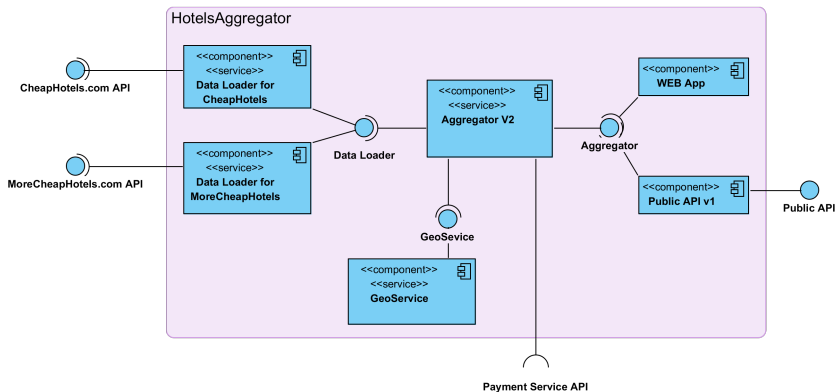 HotelsAggregator
<<component>>
<<service>>
Data Loader for
CheapHotels
CheapHotels.com API
<<component>>
<<service>>
Data Loader for
MoreCheapHotels
MoreCheapHotels.com API
Data Loader
<<component>>
<<service>>
Aggregator V2
Aggregator
<<component>>
WEB App
<<component>>
Public API v1
Public API
GeoSevice
<<component>>
<<service>>
GeoService
Payment Service API